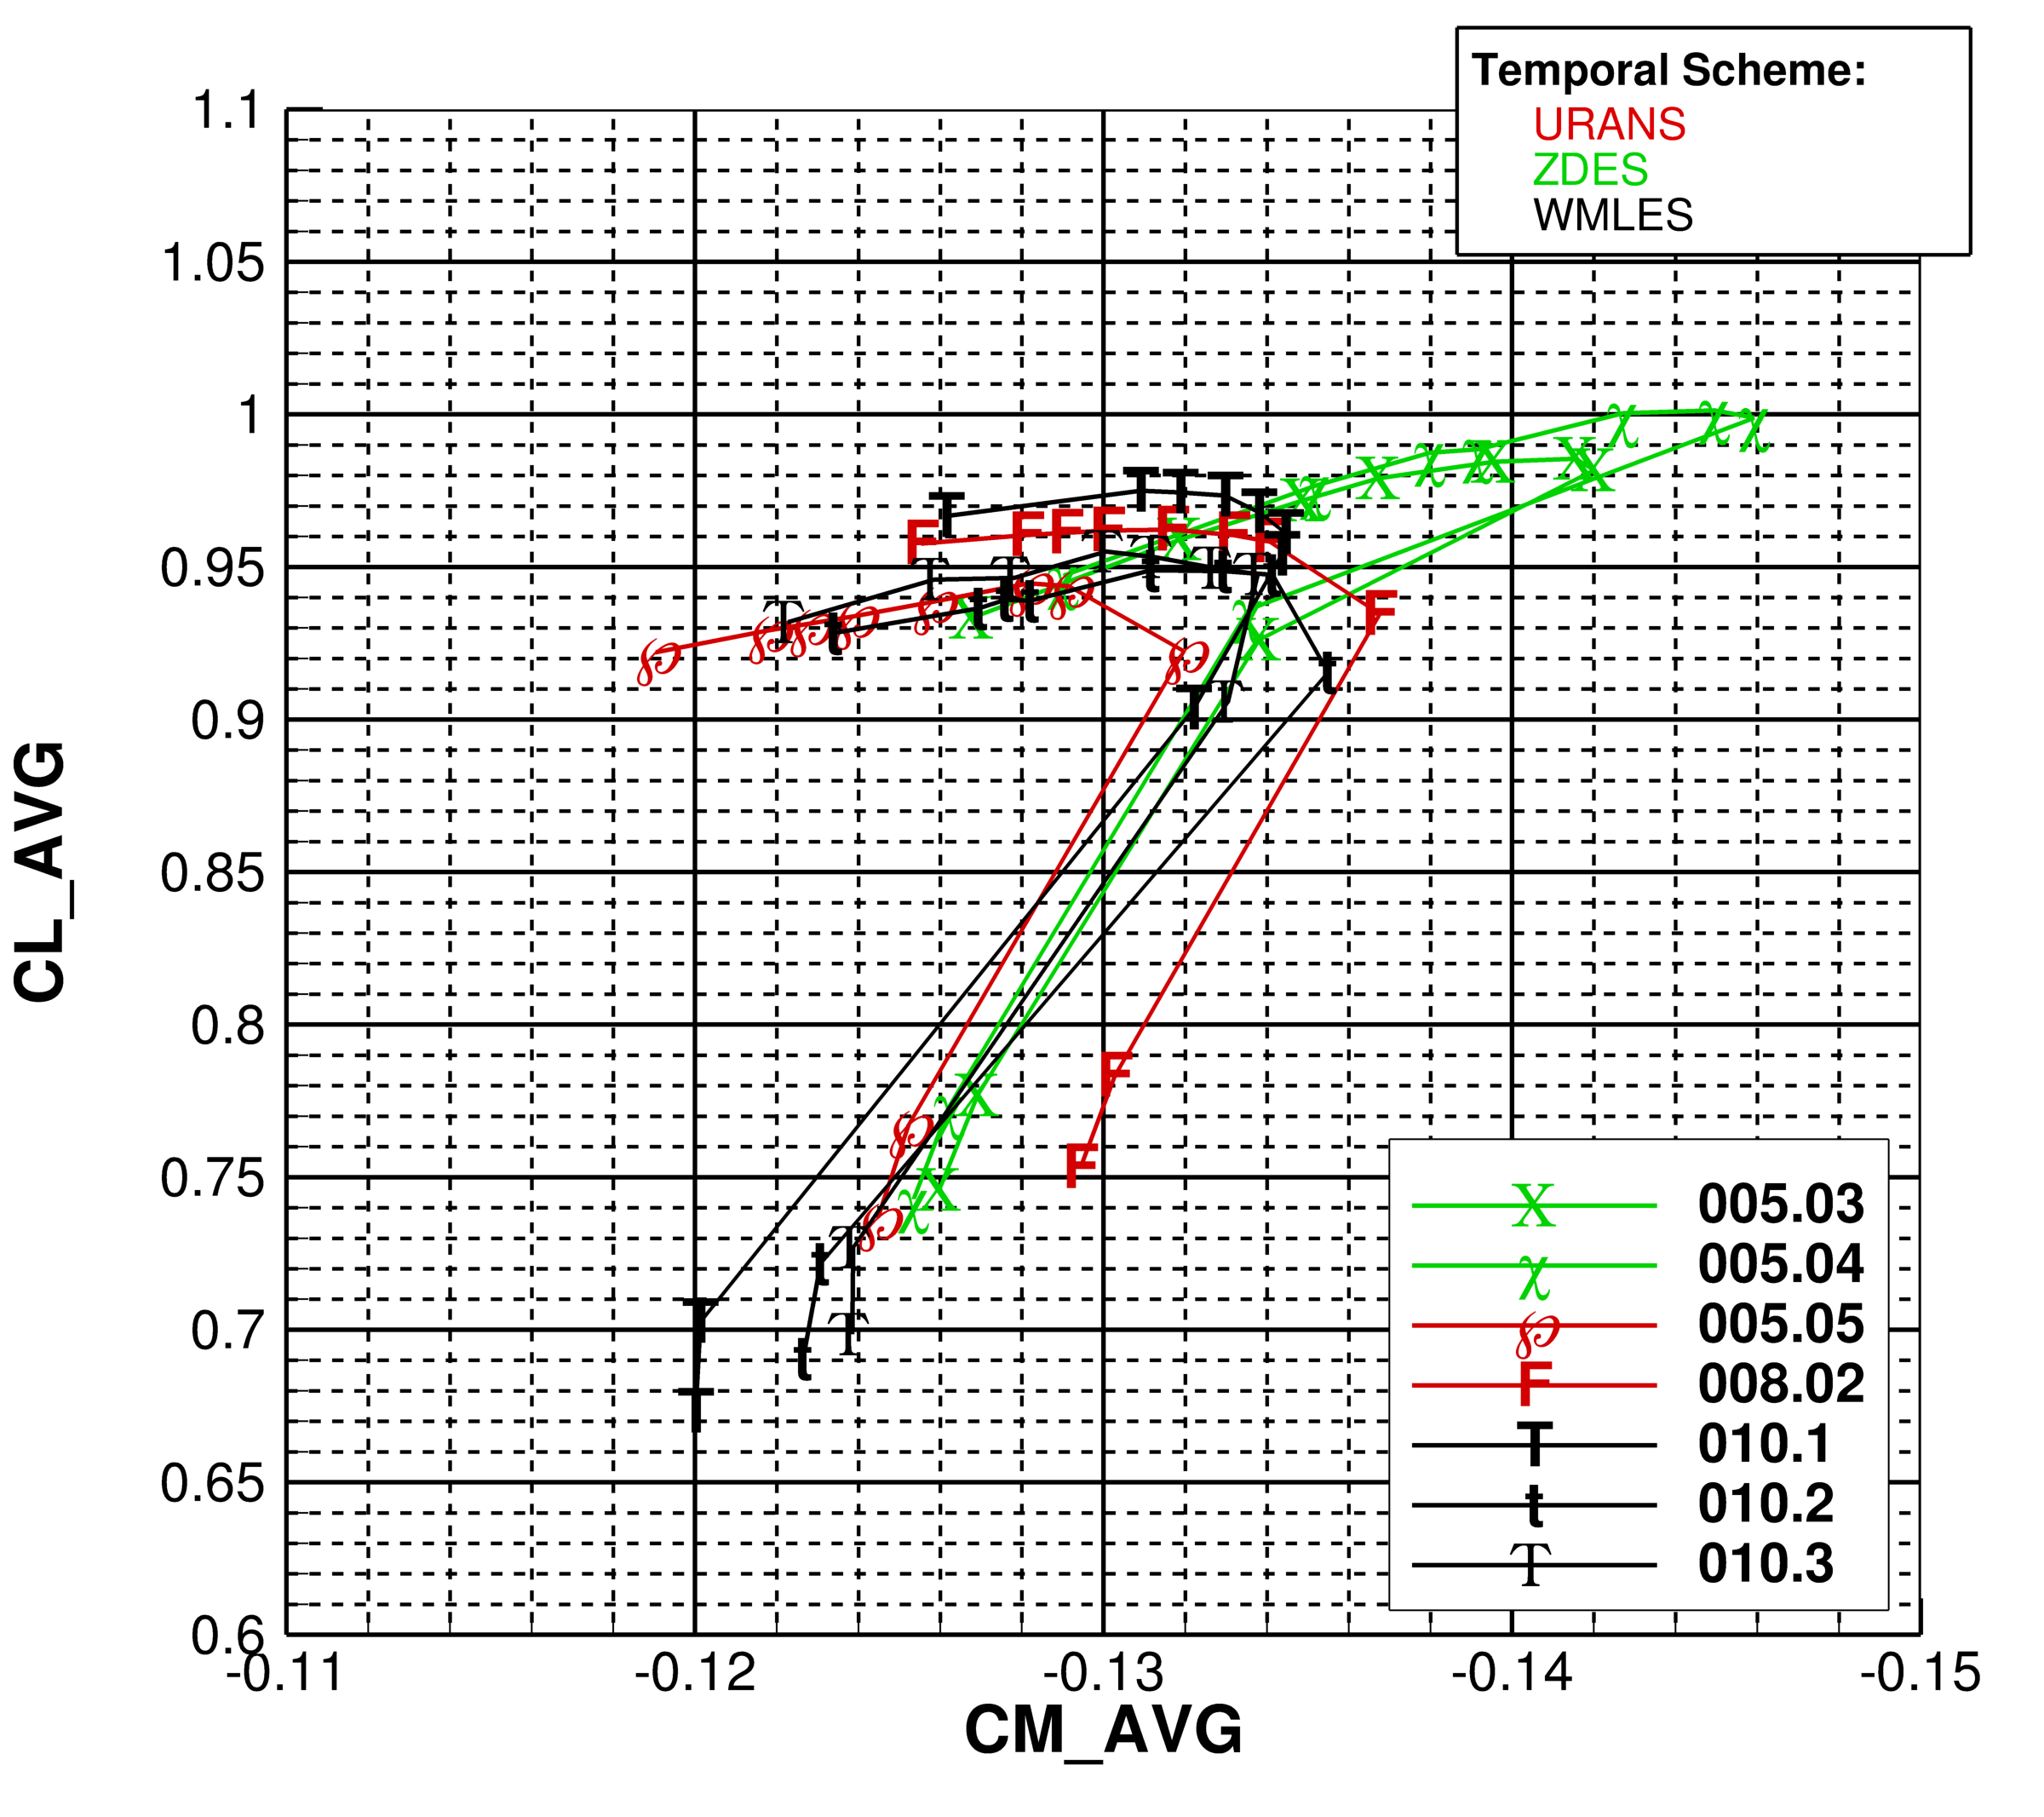 Temporal Scheme:
URANS
ZDES
WMLES
1.1
1.05
1
0.95
0.9
0.85
0.8
0.75
0.7
0.65
0.6
CL_AVG
-0.11
-0.12
-0.13
-0.14
-0.15
CM_AVG
X 005.03
χ 005.04
℘ 005.05
F 008.02
T 010.1
t 010.2
T 010.3